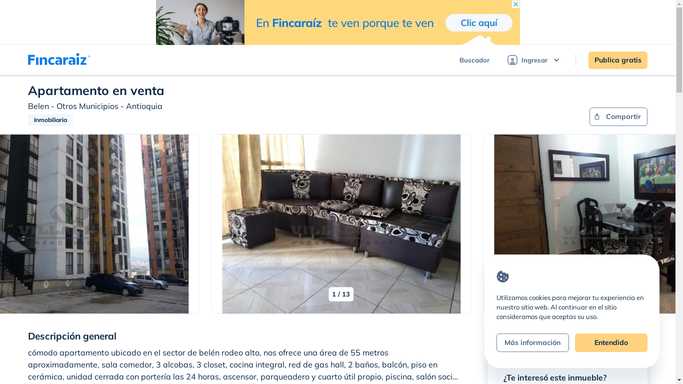 En Fincaraíz te ven porque te ven
Clic aquí
Fincaraiz
Buscador
Ingresar
Publica gratis
Apartamento en venta
Belen - Otros Municipios - Antioquia
Inmobiliaria
Compartir
1 / 13
Utilizamos cookies para mejorar tu experiencia en
nuestro sitio web. Al continuar en el sitio
consideramos que aceptas su uso.
Más información
Entendido
Descripción general
cómodo apartamento ubicado en el sector de belén rodeo alto, nos ofrece una área de 55 metros
aproximadamente, sala comedor, 3 alcobas, 3 closet, cocina integral, red de gas hall, 2 baños, balcón, piso en
cerámica, unidad cerrada con portería las 24 horas, ascensor, parqueadero y cuarto útil propio, piscina, salón soci...
¿Te interesó este inmueble?